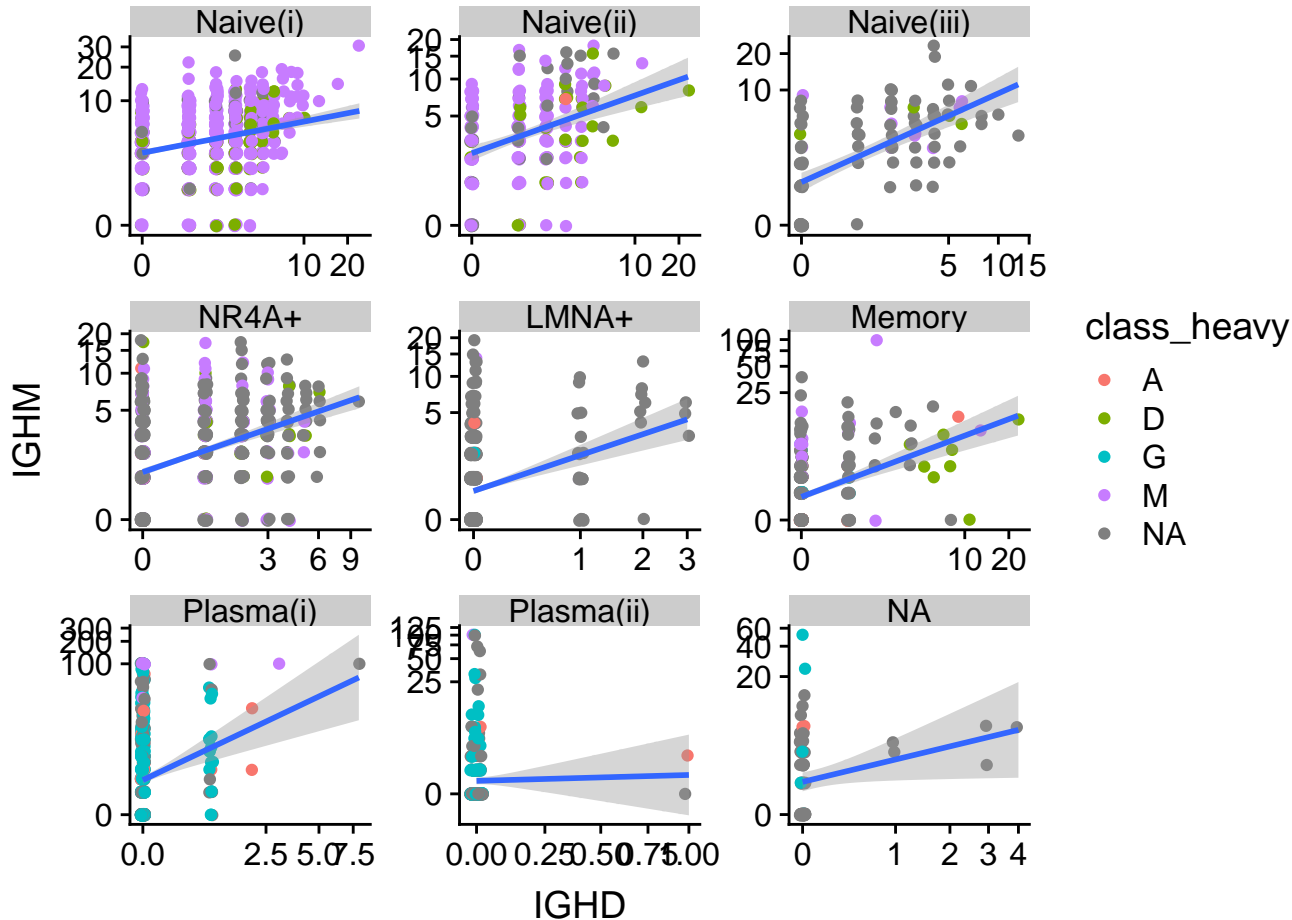 Naive(i) Naive(ii) Naive(iii)
30 20 10 0
15 20 10 5 0
20 10 0
0 10 20
0 10 20
0 5 10 15
NR4A+ LMNA+ Memory
20 15 10 5 0
20 15 10 5 0
100 75 50 25 0
0 3 6 9
0 1 2 3
0 10 20
Plasma(i) Plasma(ii) NA
300 200 100 0
125 100 75 50 25 0
60 40 20 0
0.0 2.5 5.0 7.5
0.00 0.25 0.50 0.75 1.00
0 1 2 3 4
IGHM
IGHD
class_heavy
A
D
G
M
NA